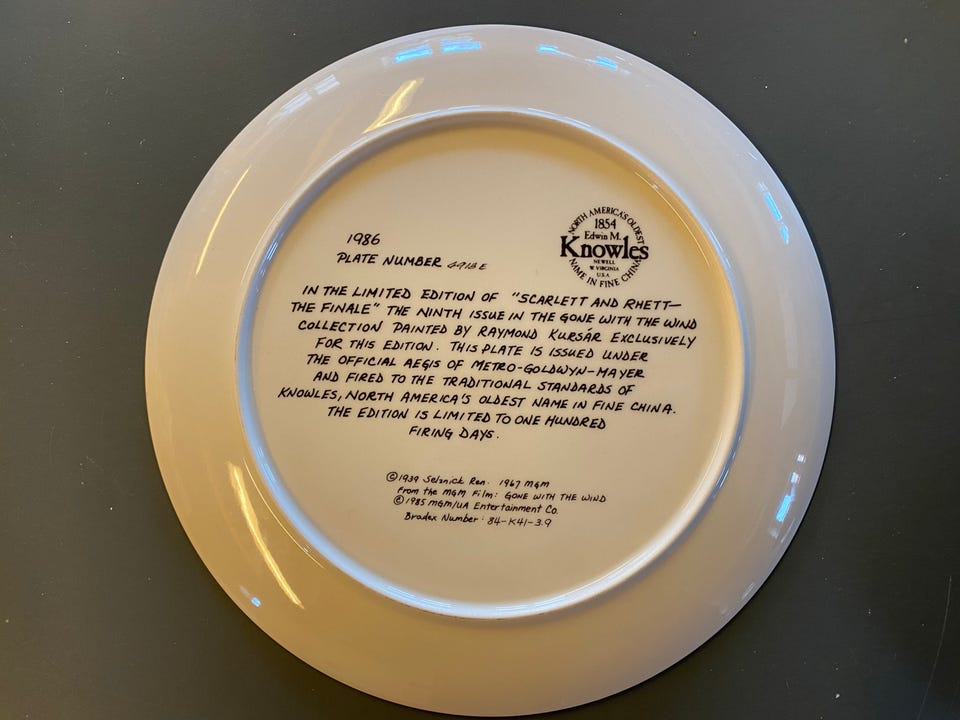 1986
PLATE NUMBER
NORTH AMERICA'S OLDEST
1854
Edwin M.
Knowles
NEWELL
W. VIRGINIA
U.S.A
NAME IN FINE CHINA
IN THE LIMITED EDITION OF "SCARLETT AND RHETT—
THE FINALE" THE NINTH ISSUE IN THE GONE WITH THE WIND
COLLECTION PAINTED BY RAYMOND KURSÁR EXCLUSIVELY
FOR THIS EDITION. THIS PLATE IS ISSUED UNDER
THE OFFICIAL AEGIS OF METRO-GOLDWYN-MAYER
AND FIRED TO THE TRADITIONAL STANDARDS OF
KNOWLES, NORTH AMERICA'S OLDEST NAME IN FINE CHINA.
THE EDITION IS LIMITED TO ONE HUNDRED
FIRING DAYS.
©1939 Selznick Ren. 1967 MGM
From the MGM Film: GONE WITH THE WIND
©1985 MGM/UA Entertainment Co.
Bradex Number: 84-K41-3.9